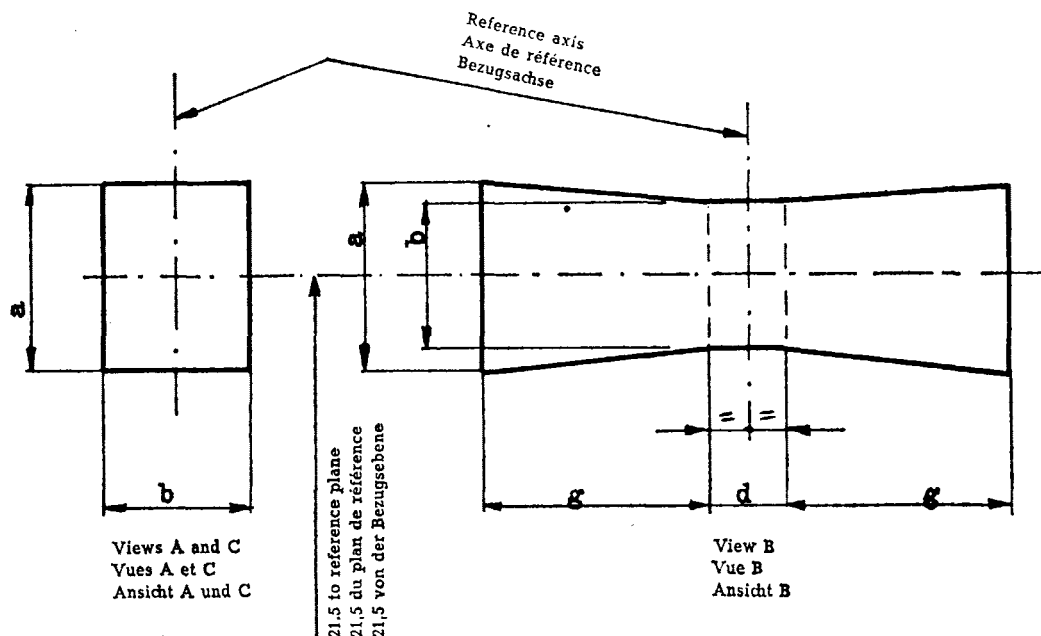 Reference axis
Axe de référence
Bezugsachse
a
b
a
b
= =
g
d
g
21.5 to reference plane
21,5 du plan de référence
21,5 von der Bezugsebene
Views A and C
Vues A et C
Ansicht A und C
View B
Vue B
Ansicht B